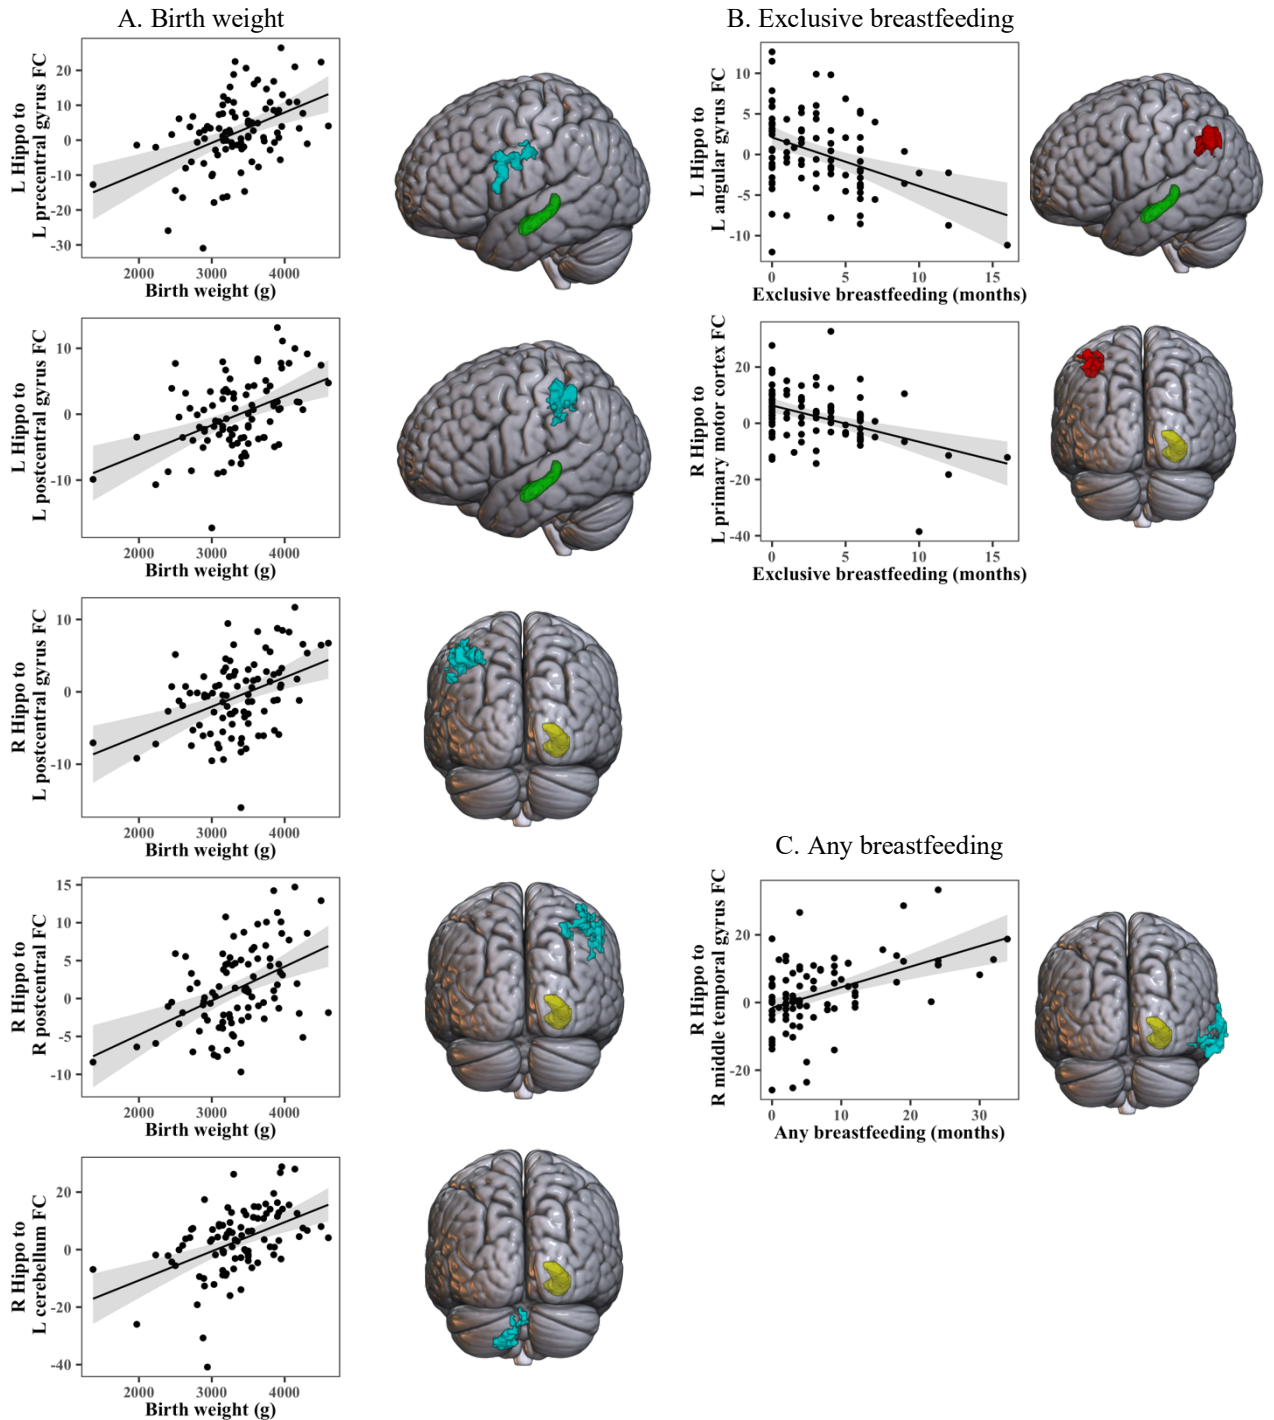 A. Birth weight
L Hippo to
L precentral gyrus FC
20
10
0
-10
-20
-30
2000 3000 4000
Birth weight (g)
L Hippo to
L postcentral gyrus FC
10
0
-10
2000 3000 4000
Birth weight (g)
R Hippo to
L postcentral gyrus FC
10
0
-10
2000 3000 4000
Birth weight (g)
R Hippo to
R postcentral FC
15
10
5
0
-5
-10
2000 3000 4000
Birth weight (g)
R Hippo to
L cerebellum FC
20
0
-20
-40
2000 3000 4000
Birth weight (g)
B. Exclusive breastfeeding
L Hippo to
L angular gyrus FC
10
5
0
-5
-10
0 5 10 15
Exclusive breastfeeding (months)
R Hippo to
L primary motor cortex FC
20
0
-20
-40
0 5 10 15
Exclusive breastfeeding (months)
C. Any breastfeeding
R Hippo to
R middle temporal gyrus FC
20
0
-20
0 10 20 30
Any breastfeeding (months)